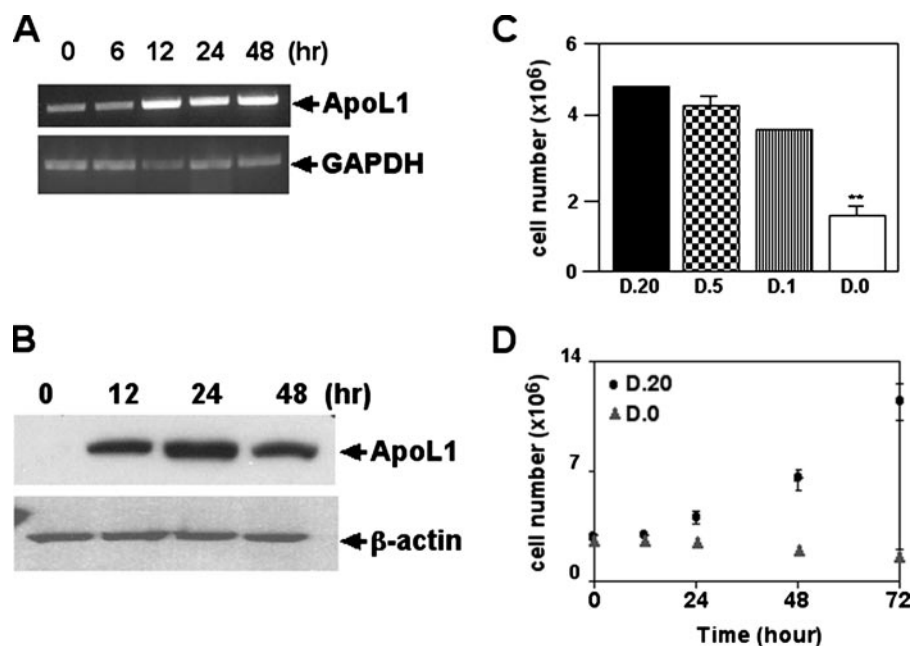 A
0 6 12 24 48 (hr)
ApoL1
GAPDH
B
0 12 24 48 (hr)
ApoL1
β-actin
C
cell number (x10⁶)
6
4
2
0
**
D.20 D.5 D.1 D.0
D
cell number (x10⁶)
14
7
0
D.20
D.0
0 24 48 72
Time (hour)